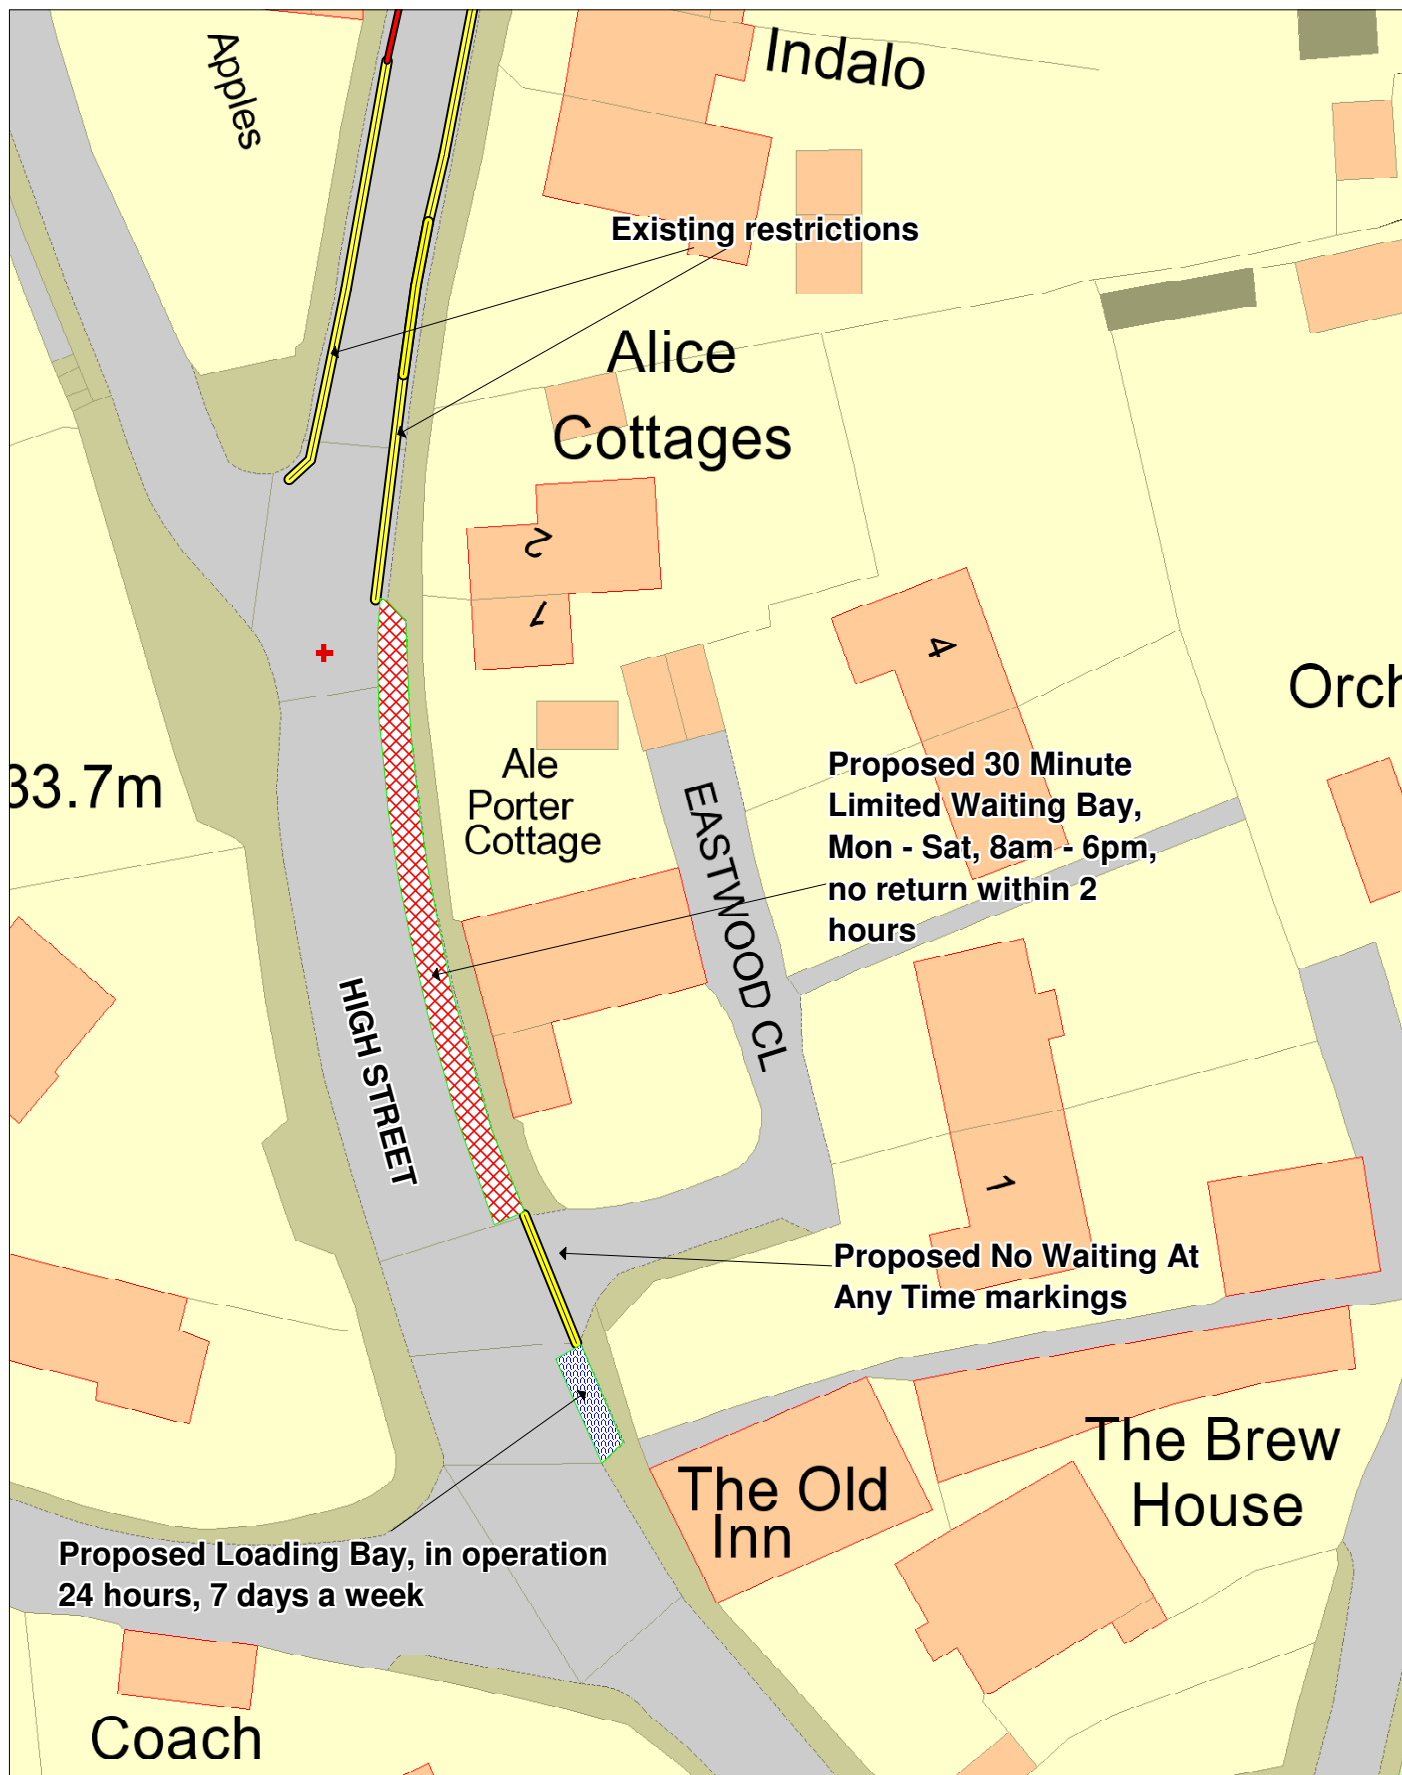 Apples
Indalo
Existing restrictions
Alice
Cottages
2
1
4
Orch
33.7m
Ale
Porter
Cottage
EASTWOOD CL
Proposed 30 Minute
Limited Waiting Bay,
Mon - Sat, 8am - 6pm,
no return within 2
hours
HIGH STREET
1
Proposed No Waiting At
Any Time markings
The Old
Inn
The Brew
House
Proposed Loading Bay, in operation
24 hours, 7 days a week
Coach